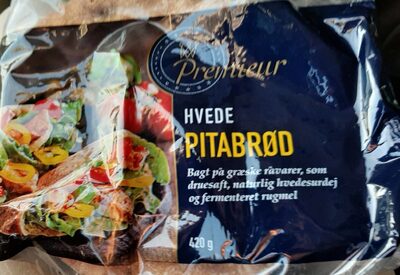 Premieur
HVEDE
PITABRØD
Bagt på græske råvarer, som
druesaft, naturlig hvedesurdej
og fermenteret rugmel
420 g